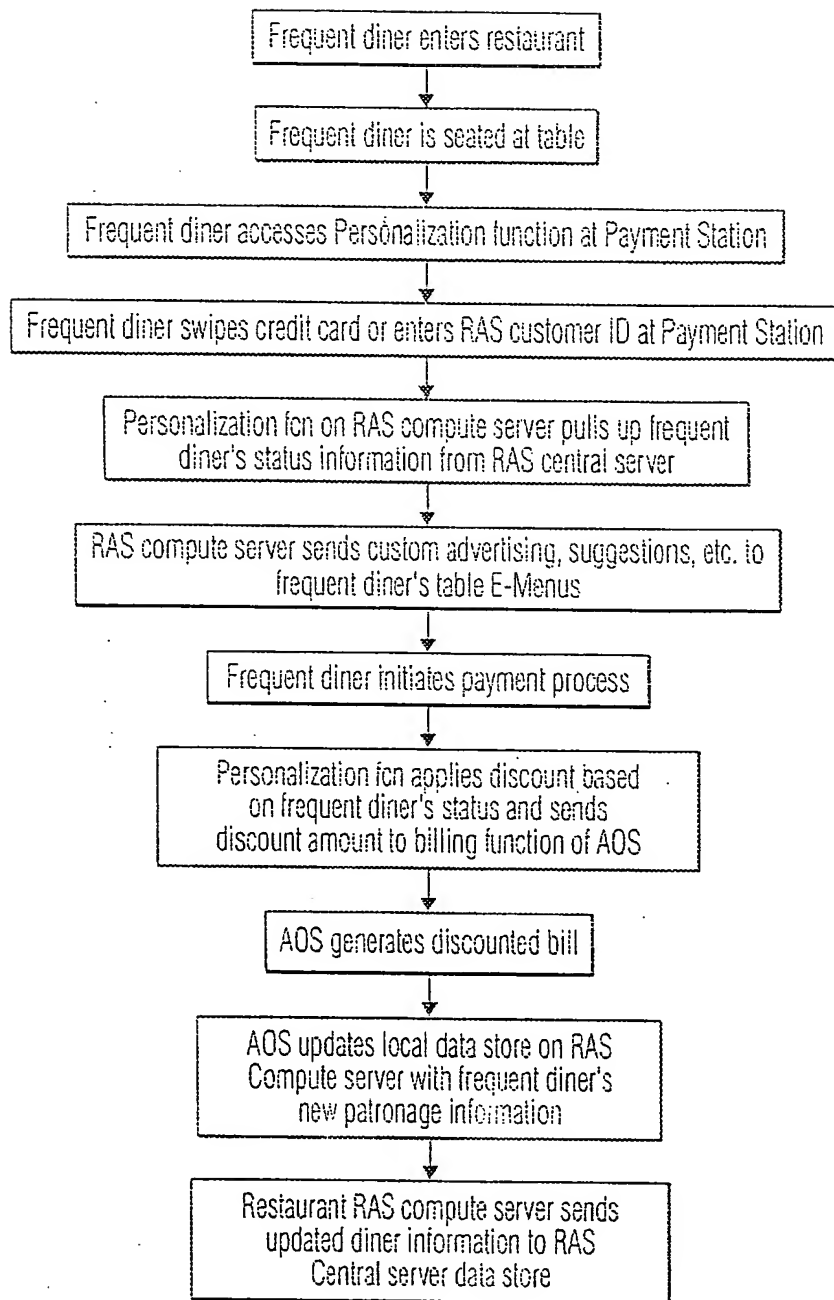 Frequent diner enters restaurant
Frequent diner is seated at table
Frequent diner accesses Personalization function at Payment Station
Frequent diner swipes credit card or enters RAS customer ID at Payment Station
Personalization fcn on RAS compute server pulls up frequent
diner's status information from RAS central server
RAS compute server sends custom advertising, suggestions, etc. to
frequent diner's table E-Menus
Frequent diner initiates payment process
Personalization fcn applies discount based
on frequent diner's status and sends
discount amount to billing function of AOS
AOS generates discounted bill
AOS updates local data store on RAS
Compute server with frequent diner's
new patronage information
Restaurant RAS compute server sends
updated diner information to RAS
Central server data store